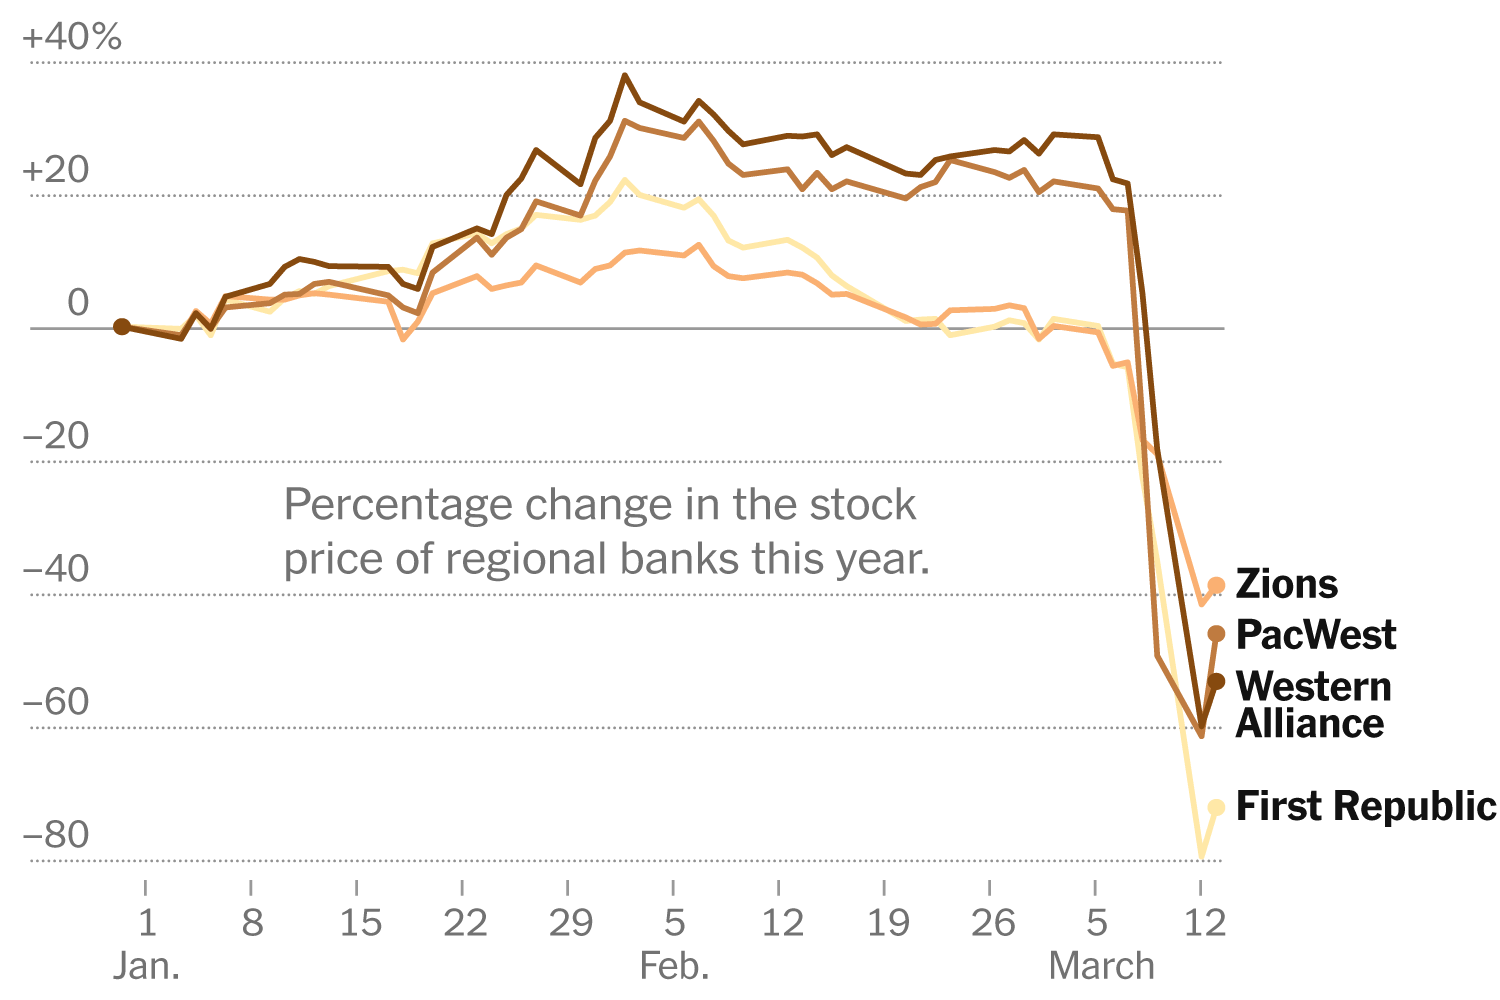 +40%
+20
0
–20
Percentage change in the stock
price of regional banks this year.
–40
Zions
PacWest
Western
Alliance
–60
First Republic
–80
1 8 15 22 29 5 12 19 26 5 12
Jan. Feb. March